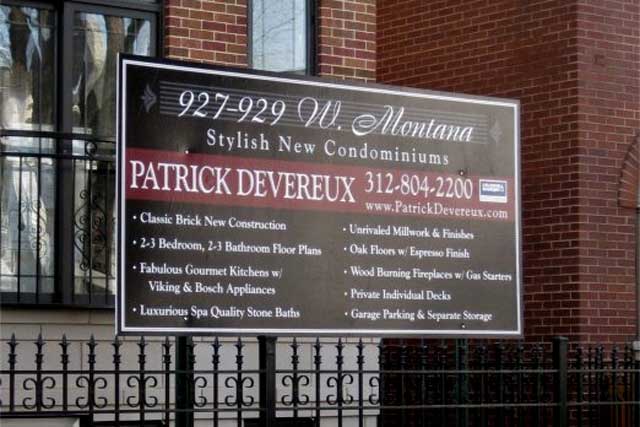 927-929 W. Montana
Stylish New Condominiums
PATRICK DEVEREUX 312-804-2200
www.PatrickDevereux.com
• Classic Brick New Construction
• 2-3 Bedroom, 2-3 Bathroom Floor Plans
• Fabulous Gourmet Kitchens w/
Viking & Bosch Appliances
• Luxurious Spa Quality Stone Baths
• Unrivaled Millwork & Finishes
• Oak Floors w/ Espresso Finish
• Wood Burning Fireplaces w/ Gas Starters
• Private Individual Decks
• Garage Parking & Separate Storage